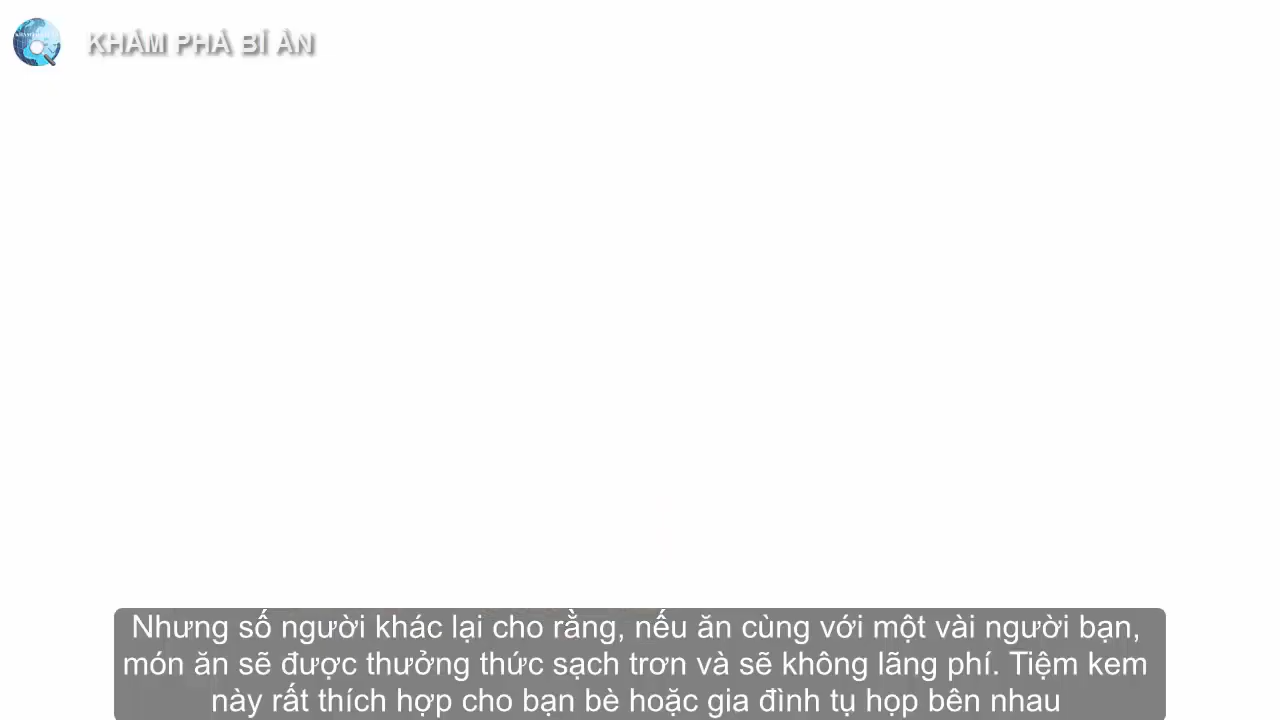 KHÁM PHÁ BÍ ẨN
Nhưng số người khác lại cho rằng, nếu ăn cùng với một vài người bạn,
món ăn sẽ được thưởng thức sạch trơn và sẽ không lãng phí. Tiệm kem
này rất thích hợp cho bạn bè hoặc gia đình tụ họp bên nhau